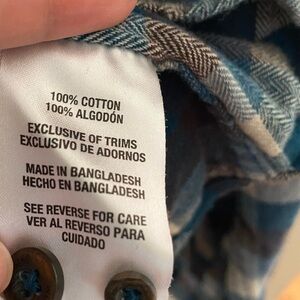 100% COTTON
100% ALGODÓN
EXCLUSIVE OF TRIMS
EXCLUSIVO DE ADORNOS
MADE IN BANGLADESH
HECHO EN BANGLADESH
SEE REVERSE FOR CARE
VER AL REVERSO PARA
CUIDADO